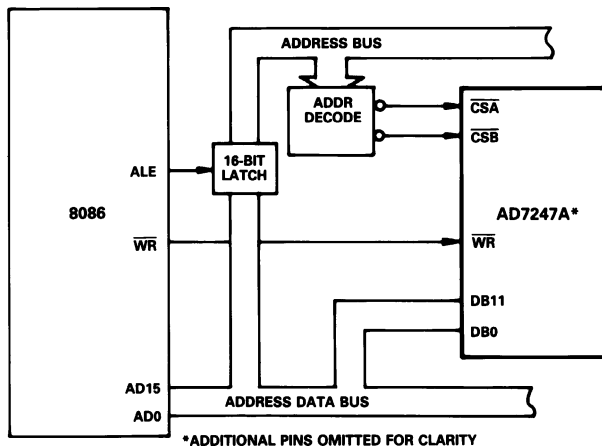 ADDRESS BUS
ADDR
DECODE
CSA
CSB
16-BIT
LATCH
ALE
8086
AD7247A*
WR
WR
DB11
DB0
AD15
ADDRESS DATA BUS
AD0
*ADDITIONAL PINS OMITTED FOR CLARITY